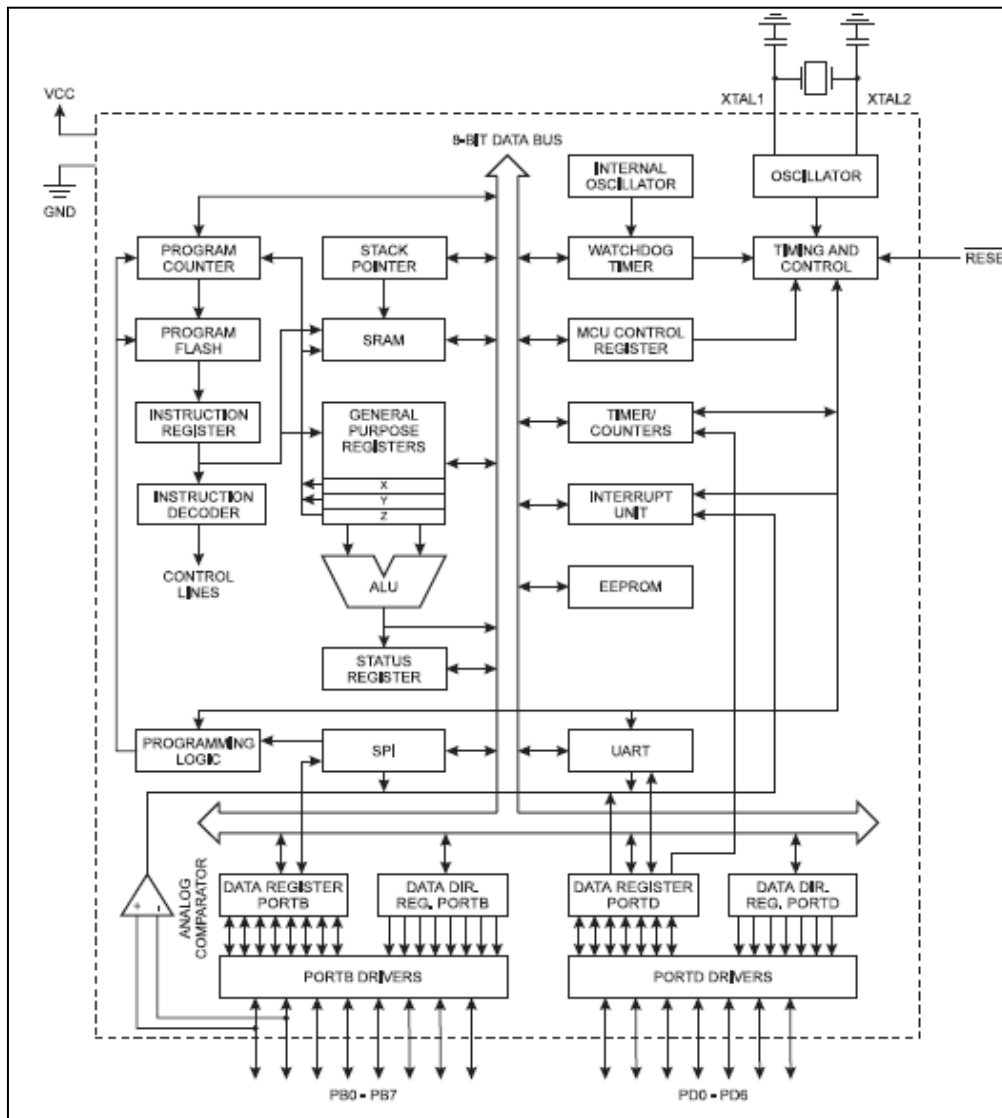 XTAL1
XTAL2
VCC
GND
8-BIT DATA BUS
INTERNAL
OSCILLATOR
OSCILLATOR
PROGRAM
COUNTER
STACK
POINTER
WATCHDOG
TIMER
TIMING AND
CONTROL
RESE
PROGRAM
FLASH
SRAM
MCU CONTROL
REGISTER
INSTRUCTION
REGISTER
GENERAL
PURPOSE
REGISTERS
X
Y
Z
TIMER/
COUNTERS
INSTRUCTION
DECODER
INTERRUPT
UNIT
CONTROL
LINES
ALU
EEPROM
STATUS
REGISTER
PROGRAMMING
LOGIC
SPI
UART
ANALOG
COMPARATOR
+
-
DATA REGISTER
PORTB
DATA DIR.
REG. PORTB
DATA REGISTER
PORTD
DATA DIR.
REG. PORTD
PORTB DRIVERS
PORTD DRIVERS
PB0 - PB7
PD0 - PD6